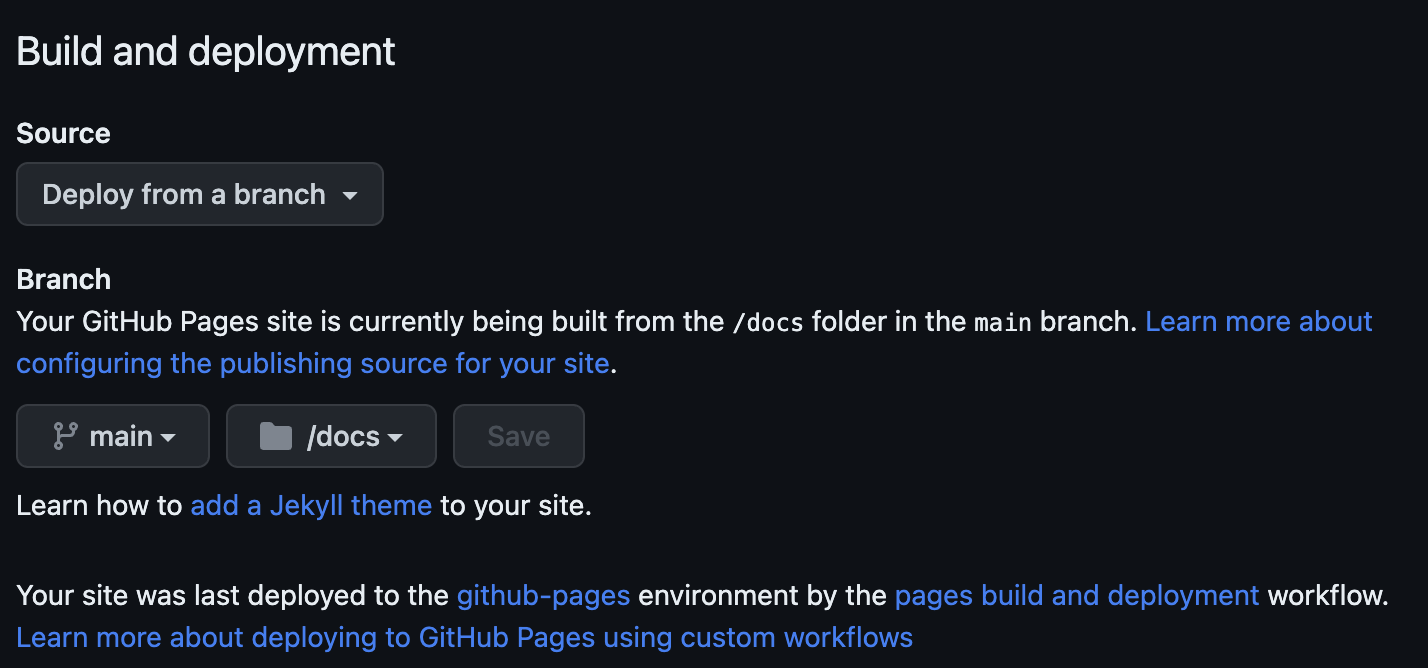 Build and deployment
Source
Deploy from a branch
Branch
Your GitHub Pages site is currently being built from the /docs folder in the main branch. Learn more about
configuring the publishing source for your site.
main /docs Save
Learn how to add a Jekyll theme to your site.
Your site was last deployed to the github-pages environment by the pages build and deployment workflow.
Learn more about deploying to GitHub Pages using custom workflows